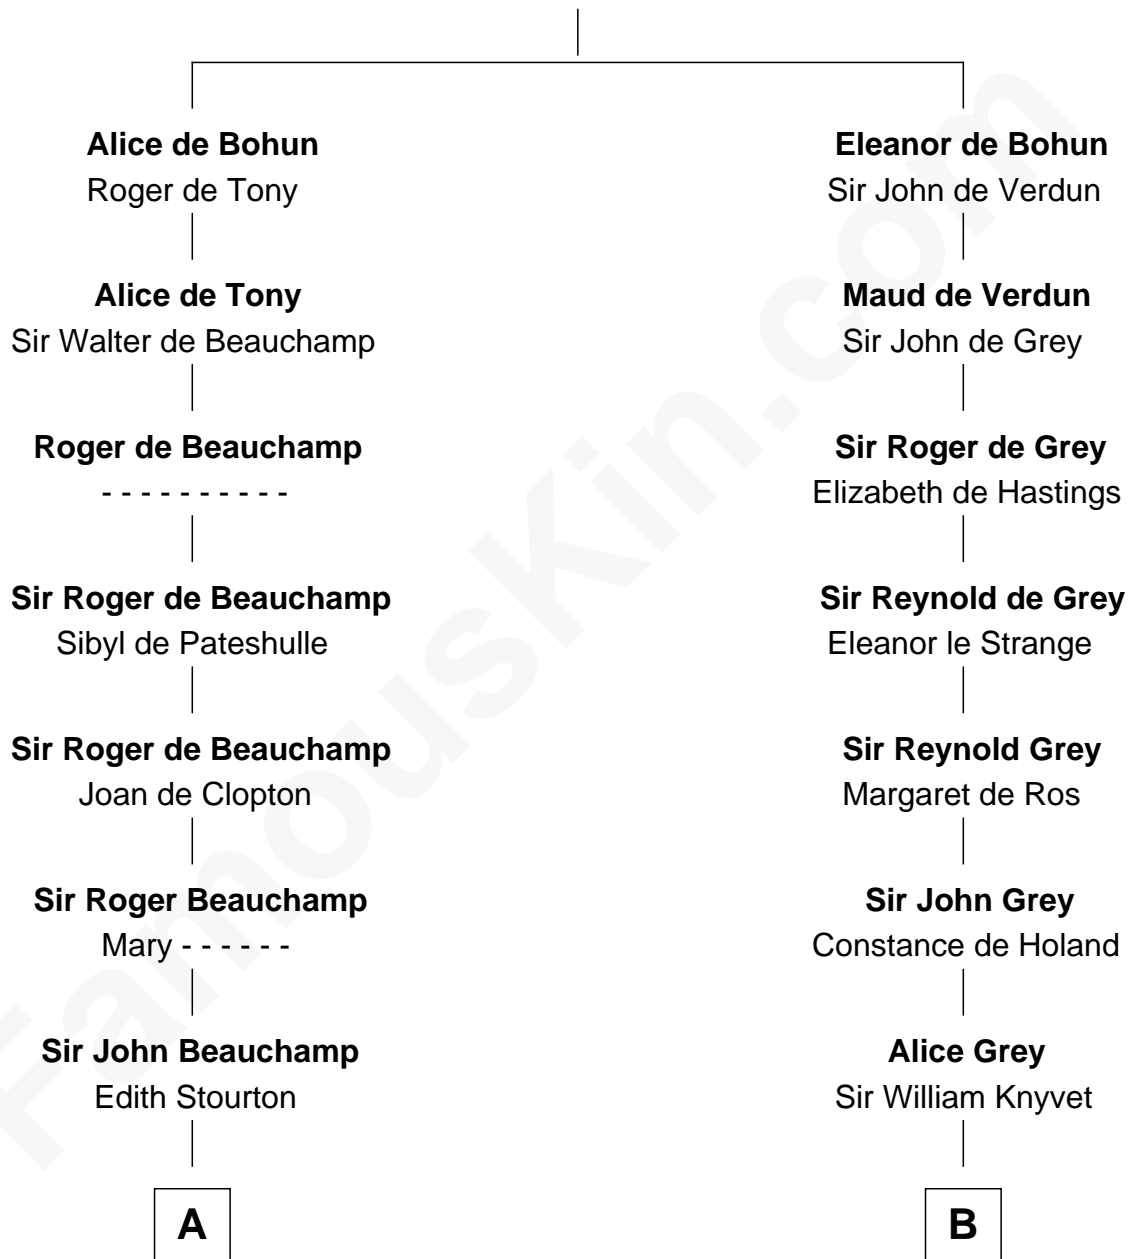 Alice de Bohun
Roger de Tony
Eleanor de Bohun
Sir John de Verdun
Alice de Tony
Sir Walter de Beauchamp
Maud de Verdun
Sir John de Grey
Roger de Beauchamp
- - - - - - - - - -
Sir Roger de Grey
Elizabeth de Hastings
Sir Roger de Beauchamp
Sibyl de Pateshulle
Sir Reynold de Grey
Eleanor le Strange
Sir Roger de Beauchamp
Joan de Clopton
Sir Reynold Grey
Margaret de Ros
Sir Roger Beauchamp
Mary - - - - - -
Sir John Grey
Constance de Holand
Sir John Beauchamp
Edith Stourton
Alice Grey
Sir William Knyvet
A
B
FamousKin.com